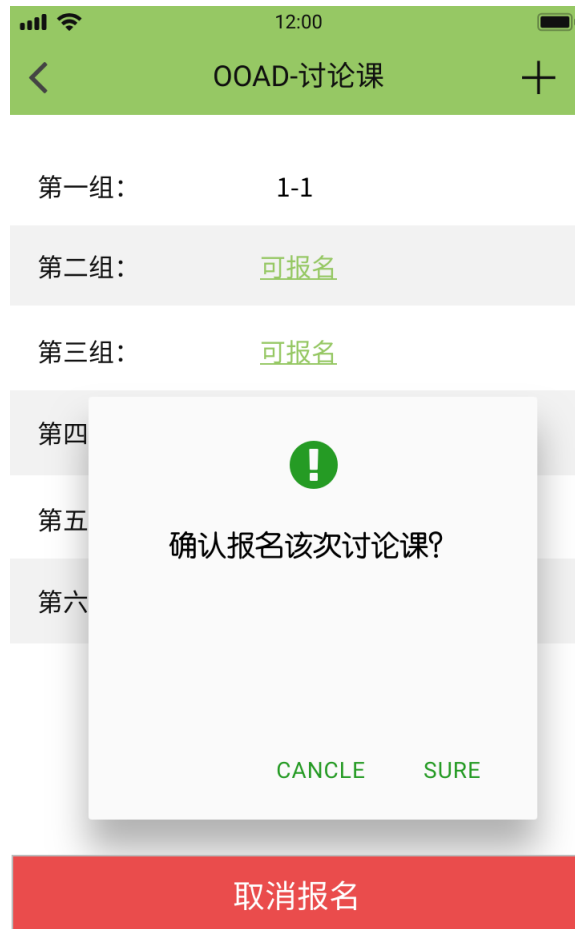 12:00
OOAD-讨论课
第一组: 1-1
第二组: 可报名
第三组: 可报名
第四
第五
第六
确认报名该次讨论课?
CANCLE SURE
取消报名